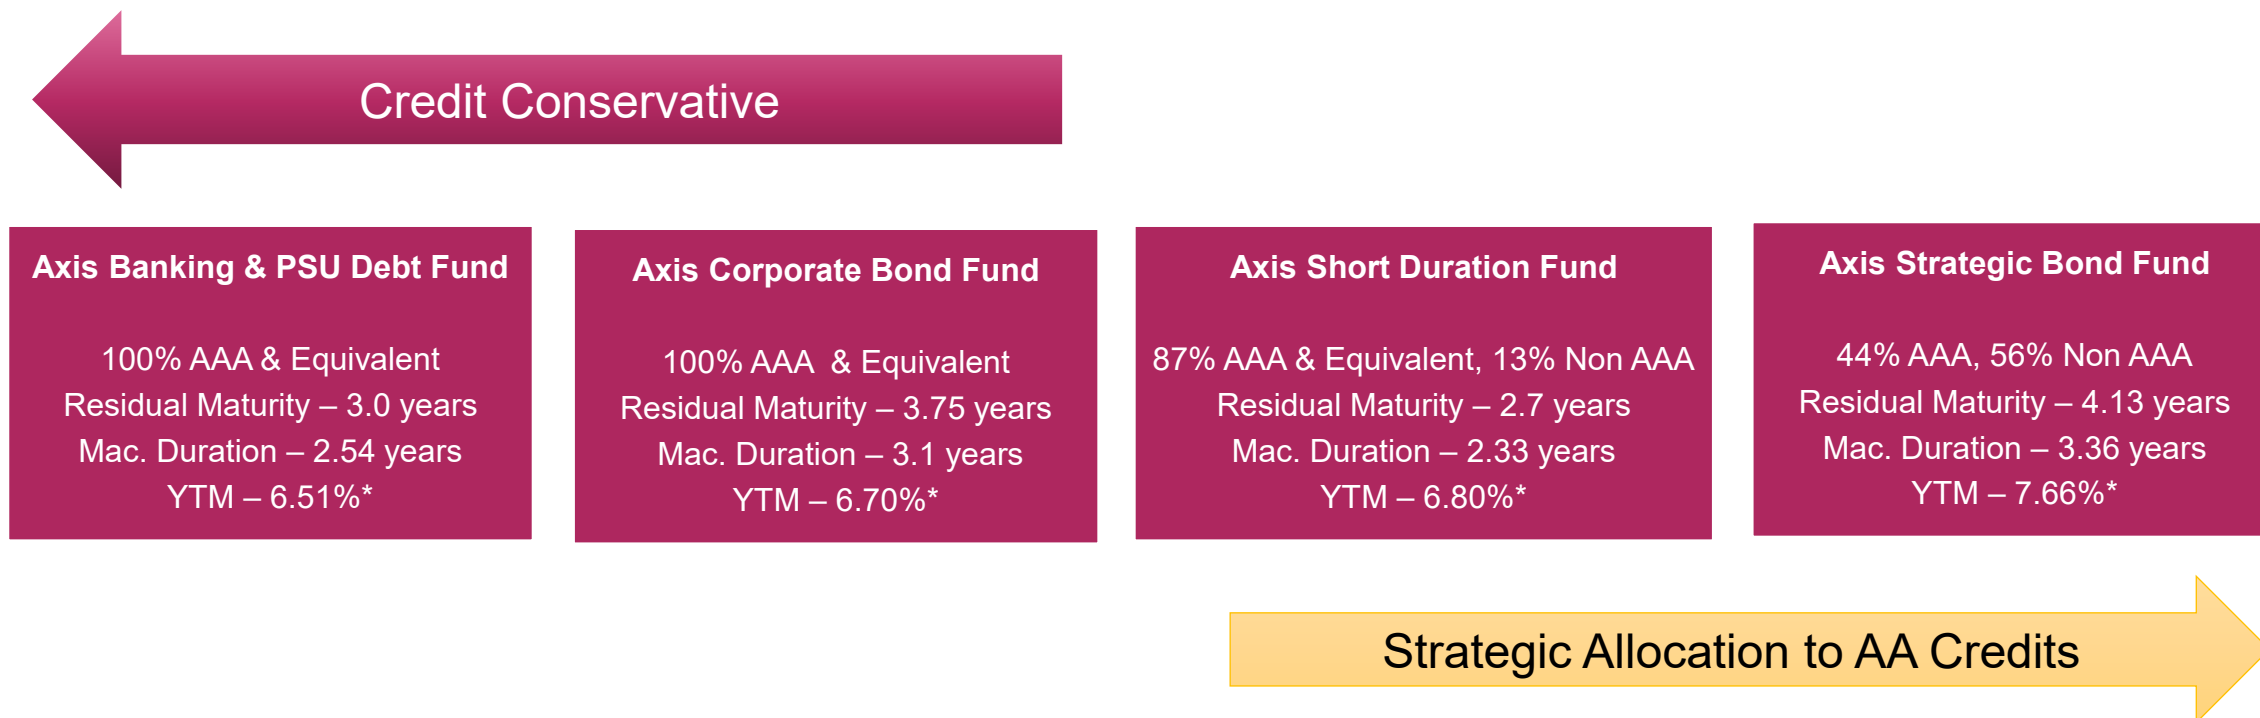 Credit Conservative
Axis Banking & PSU Debt Fund
100% AAA & Equivalent
Residual Maturity – 3.0 years
Mac. Duration – 2.54 years
YTM – 6.51%*
Axis Corporate Bond Fund
100% AAA & Equivalent
Residual Maturity – 3.75 years
Mac. Duration – 3.1 years
YTM – 6.70%*
Axis Short Duration Fund
87% AAA & Equivalent, 13% Non AAA
Residual Maturity – 2.7 years
Mac. Duration – 2.33 years
YTM – 6.80%*
Axis Strategic Bond Fund
44% AAA, 56% Non AAA
Residual Maturity – 4.13 years
Mac. Duration – 3.36 years
YTM – 7.66%*
Strategic Allocation to AA Credits